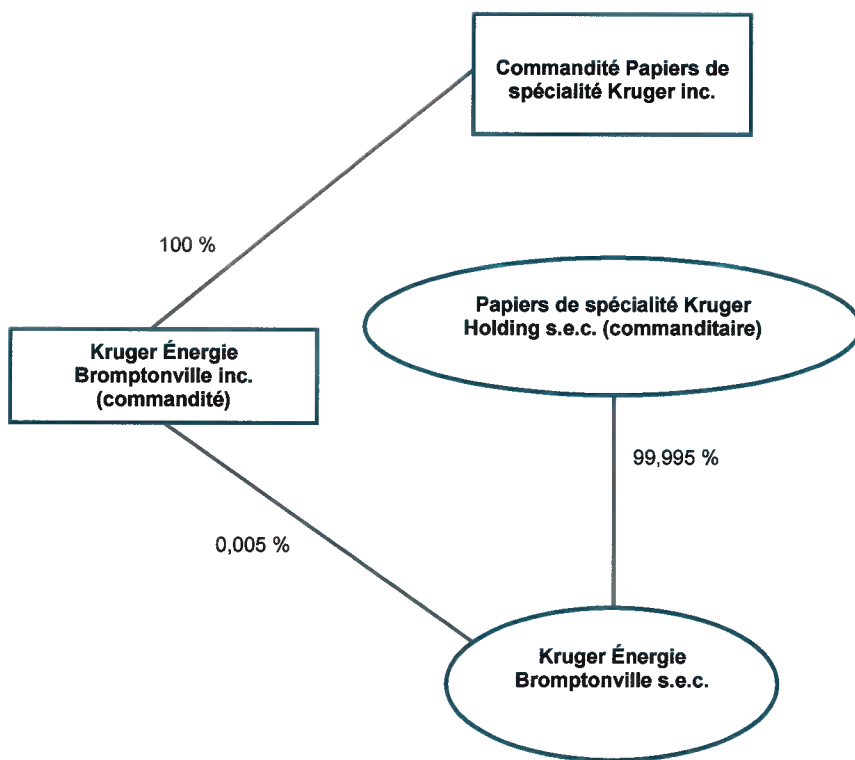 Commandité Papiers de
spécialité Kruger inc.
100 %
Papiers de spécialité Kruger
Holding s.e.c. (commanditaire)
Kruger Énergie
Bromptonville inc.
(commandité)
99,995 %
0,005 %
Kruger Énergie
Bromptonville s.e.c.